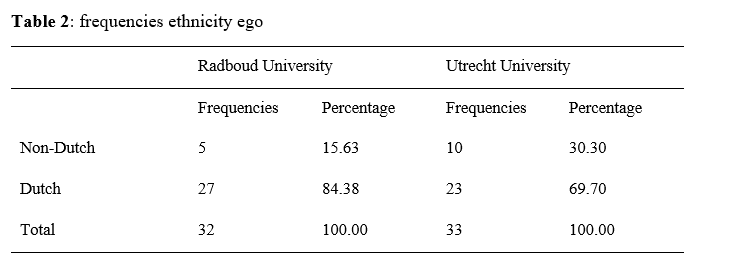 Table 2: frequencies ethnicity ego
Radboud University Utrecht University
Frequencies Percentage Frequencies Percentage
Non-Dutch 5 15.63 10 30.30
Dutch 27 84.38 23 69.70
Total 32 100.00 33 100.00